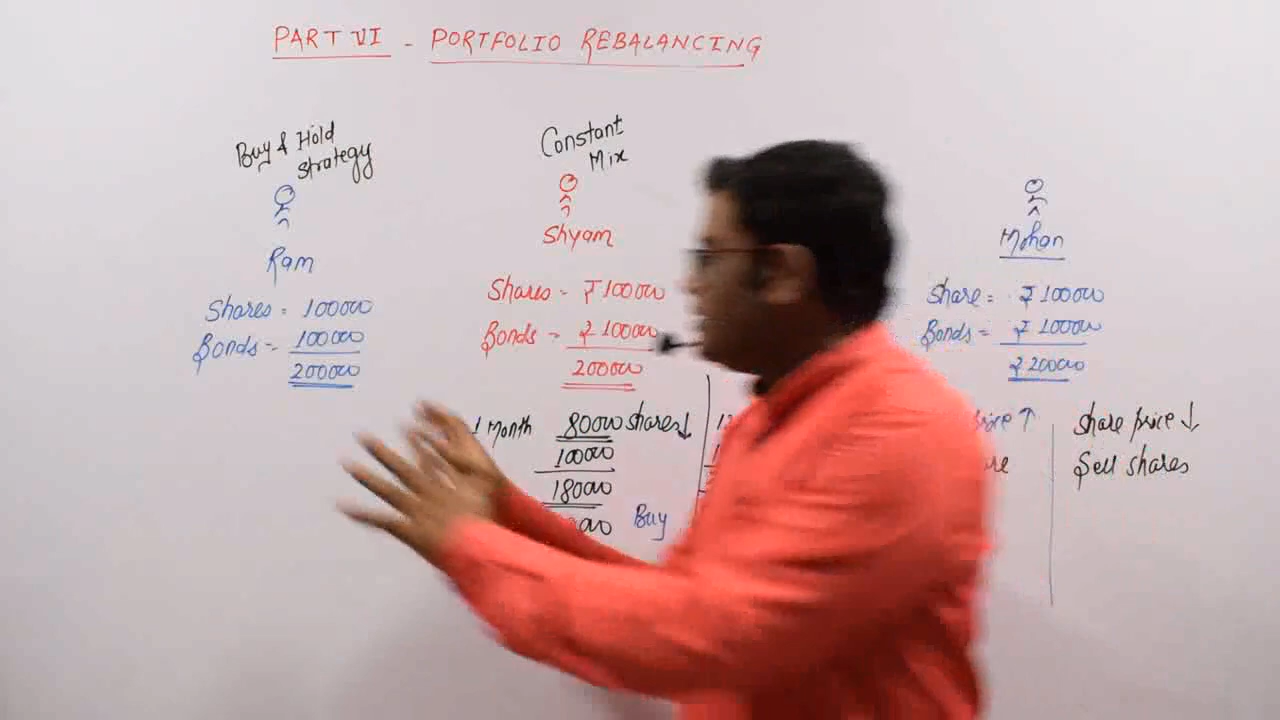 PART VI - PORTFOLIO REBALANCING
Buy & Hold
Strategy
Ram
Shares = 100000
Bonds = 100000
200000
Constant
Mix
Shyam
Shares = ₹100000
Bonds = ₹100000
200000
1 Month 80000 shares↓
100000
180000
Buy
Mohan
Share = ₹100000
Bonds = ₹100000
₹200000
↑
Share price ↓
Sell shares